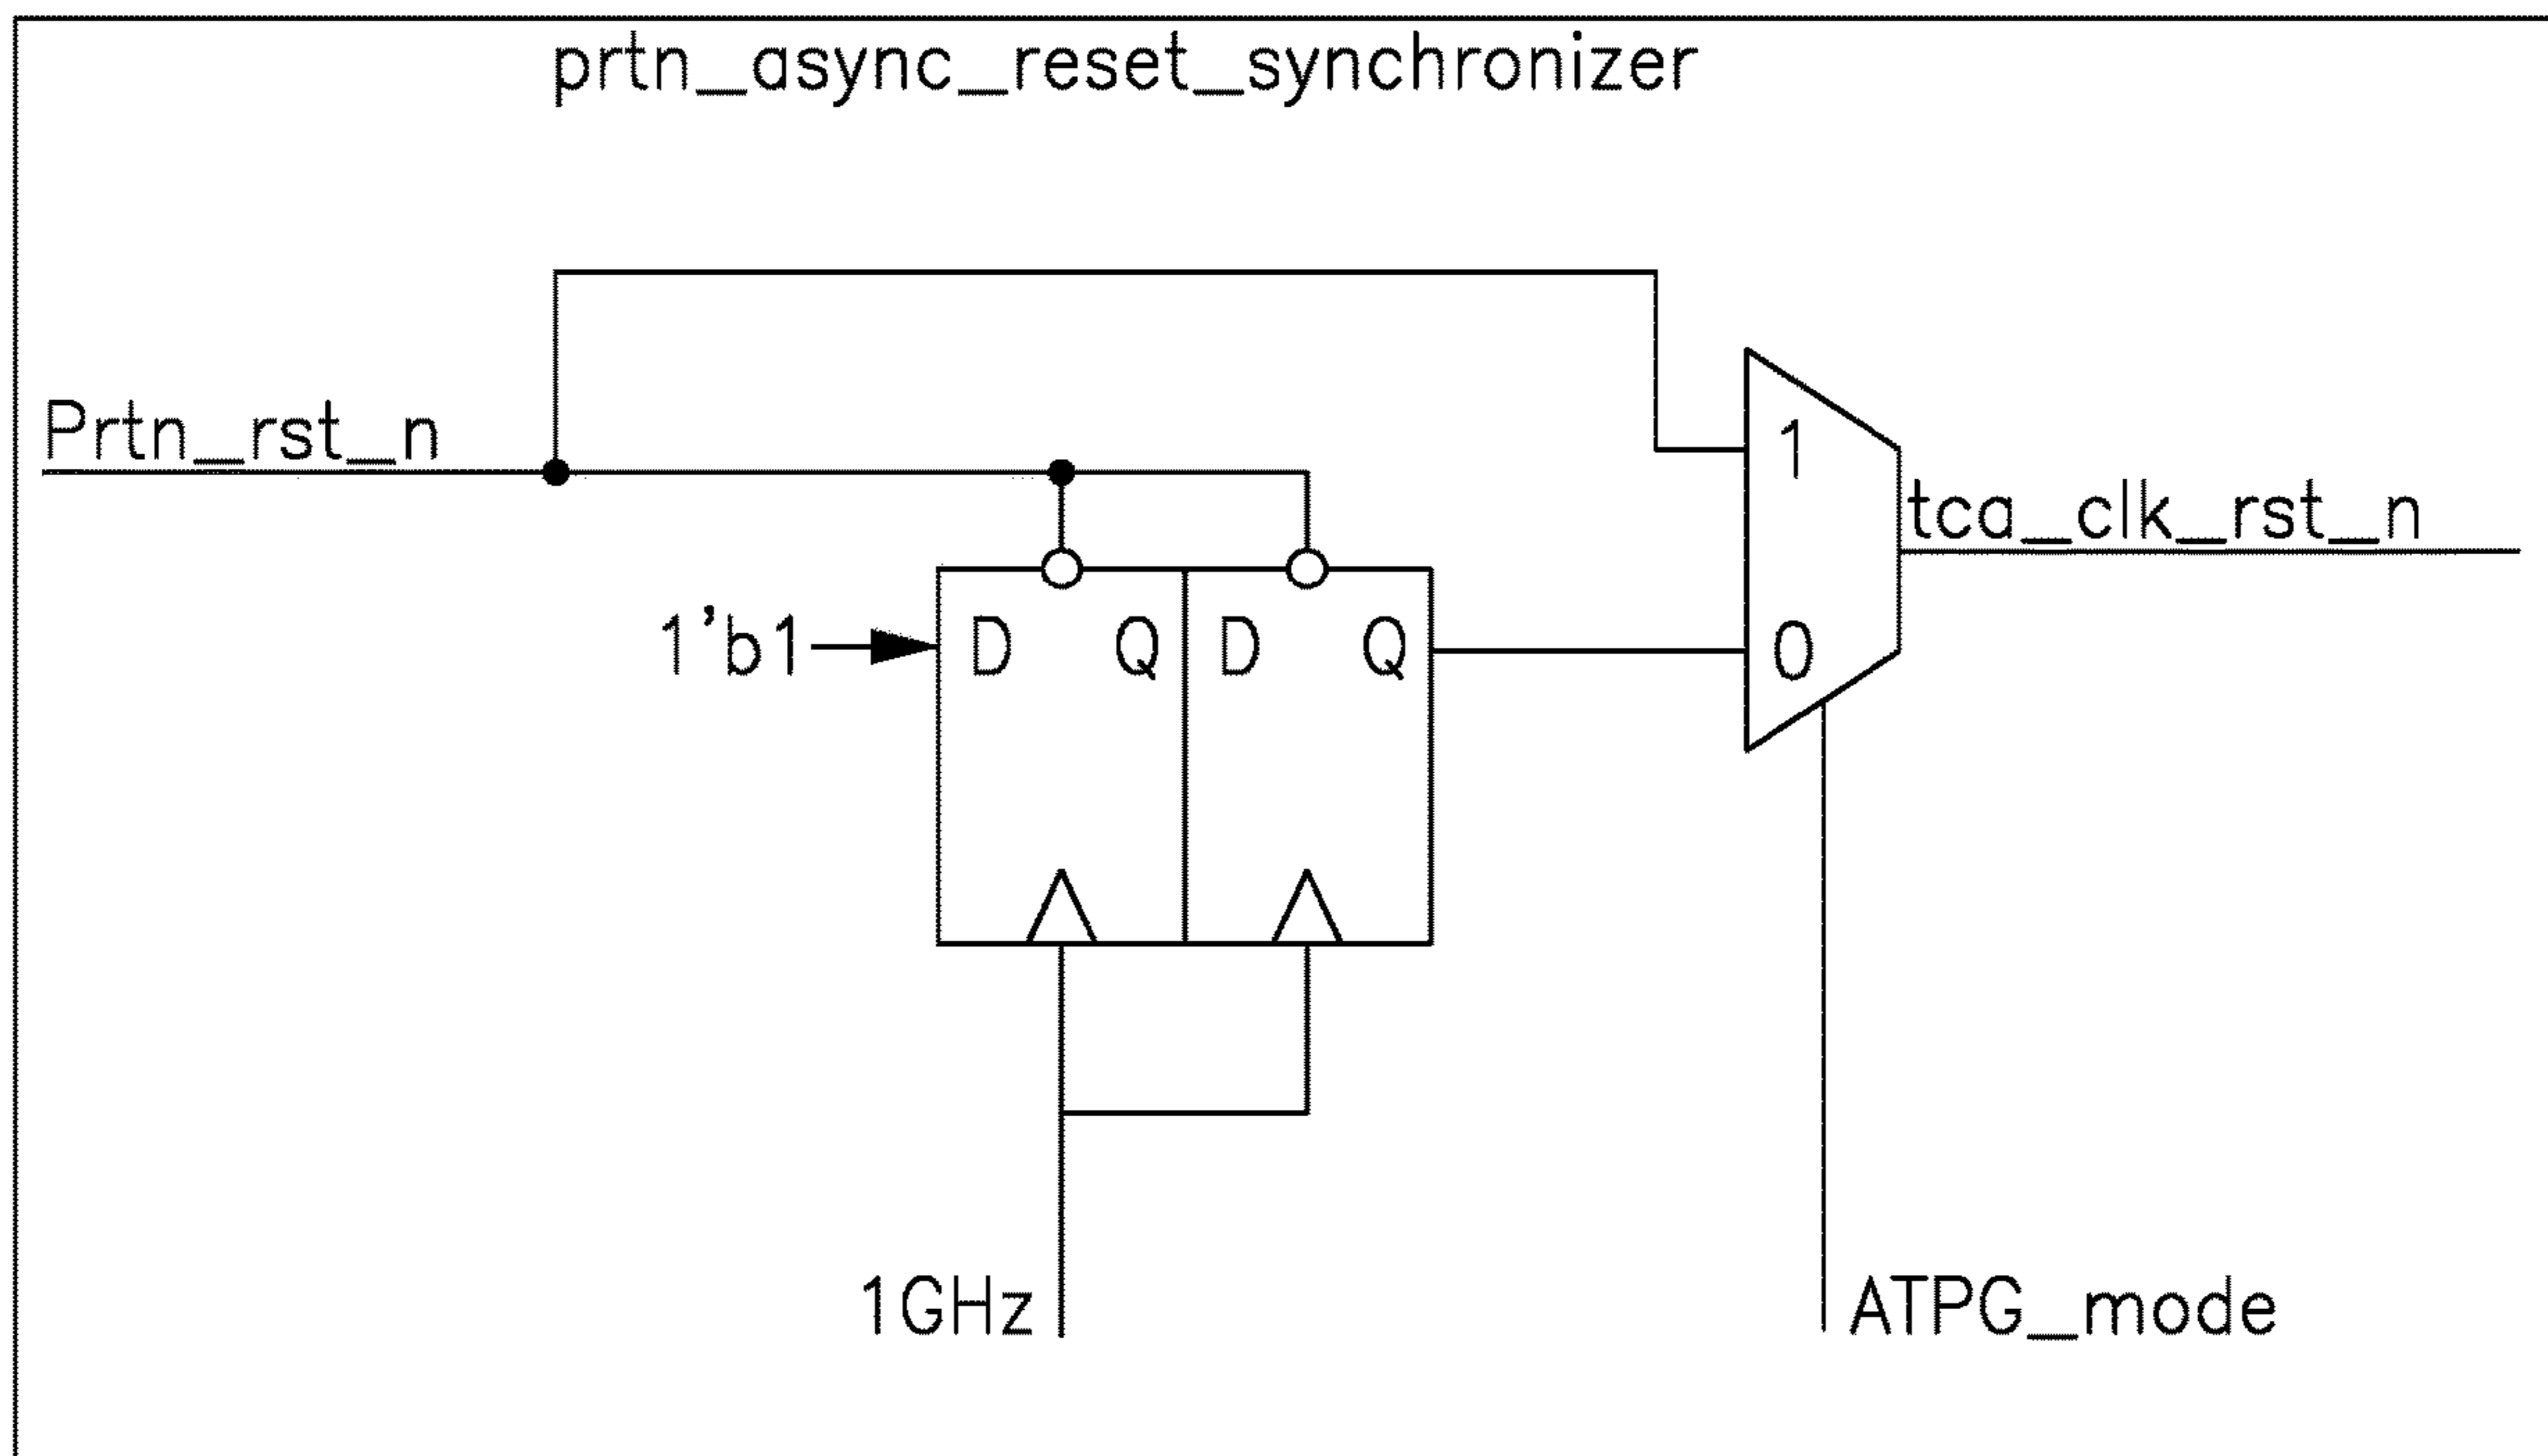 prtn_async_reset_synchronizer
Prtn_rst_n
1
tca_clk_rst_n
1'b1
D Q D Q
0
1GHz
ATPG_mode